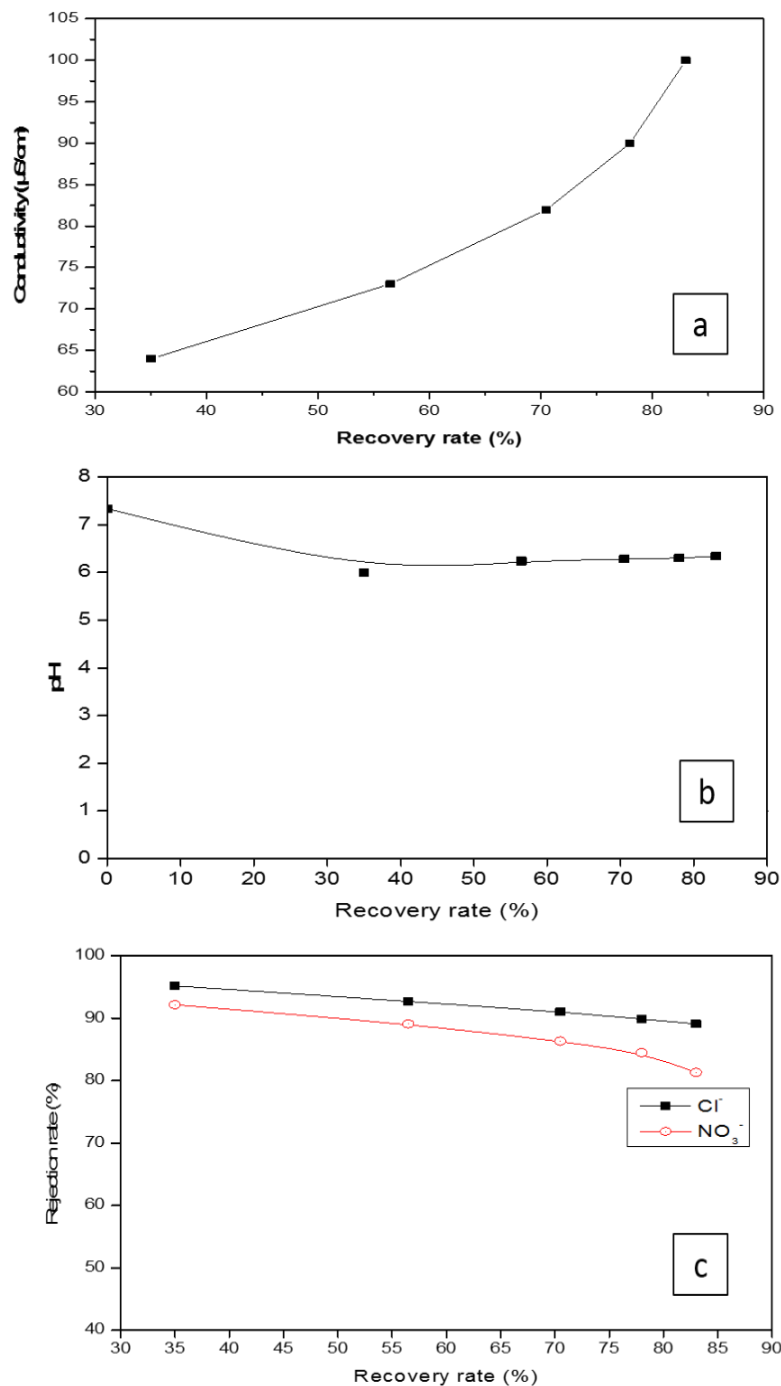 105
100
95
90
85
80
75
70
65
60
Conductivity (µS/cm)
a
30 40 50 60 70 80 90
Recovery rate (%)
8
7
6
5
4
3
2
1
0
pH
b
0 10 20 30 40 50 60 70 80 90
Recovery rate (%)
100
90
80
70
60
50
40
Rejection rate (%)
Cl⁻
NO₃⁻
c
30 35 40 45 50 55 60 65 70 75 80 85 90
Recovery rate (%)